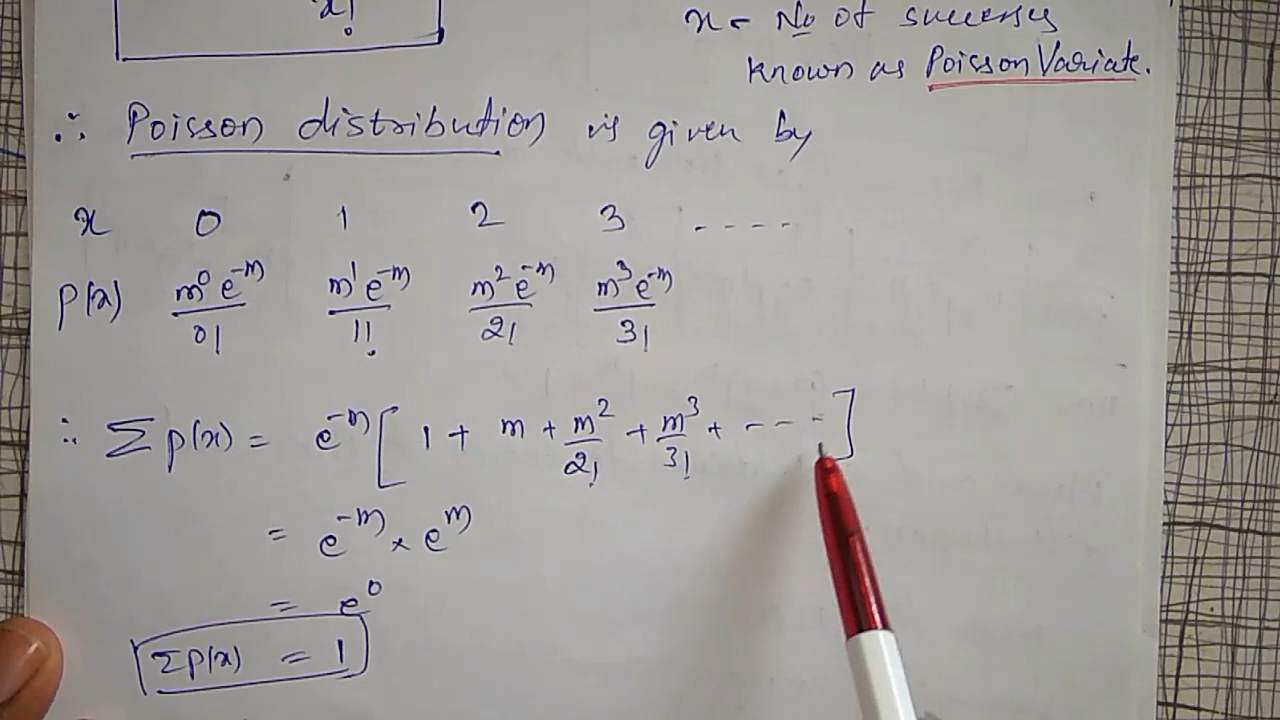 x!
x = No of success
known as Poisson Variate.
∴ Poisson distribution is given by
x 0 1 2 3 ----
p(x) m⁰e⁻ᵐ/0! m¹e⁻ᵐ/1! m²e⁻ᵐ/2! m³e⁻ᵐ/3!
∴ Σp(x) = e⁻ᵐ[1 + m + m²/2! + m³/3! + ----]
= e⁻ᵐ × eᵐ
= e⁰
Σp(x) = 1